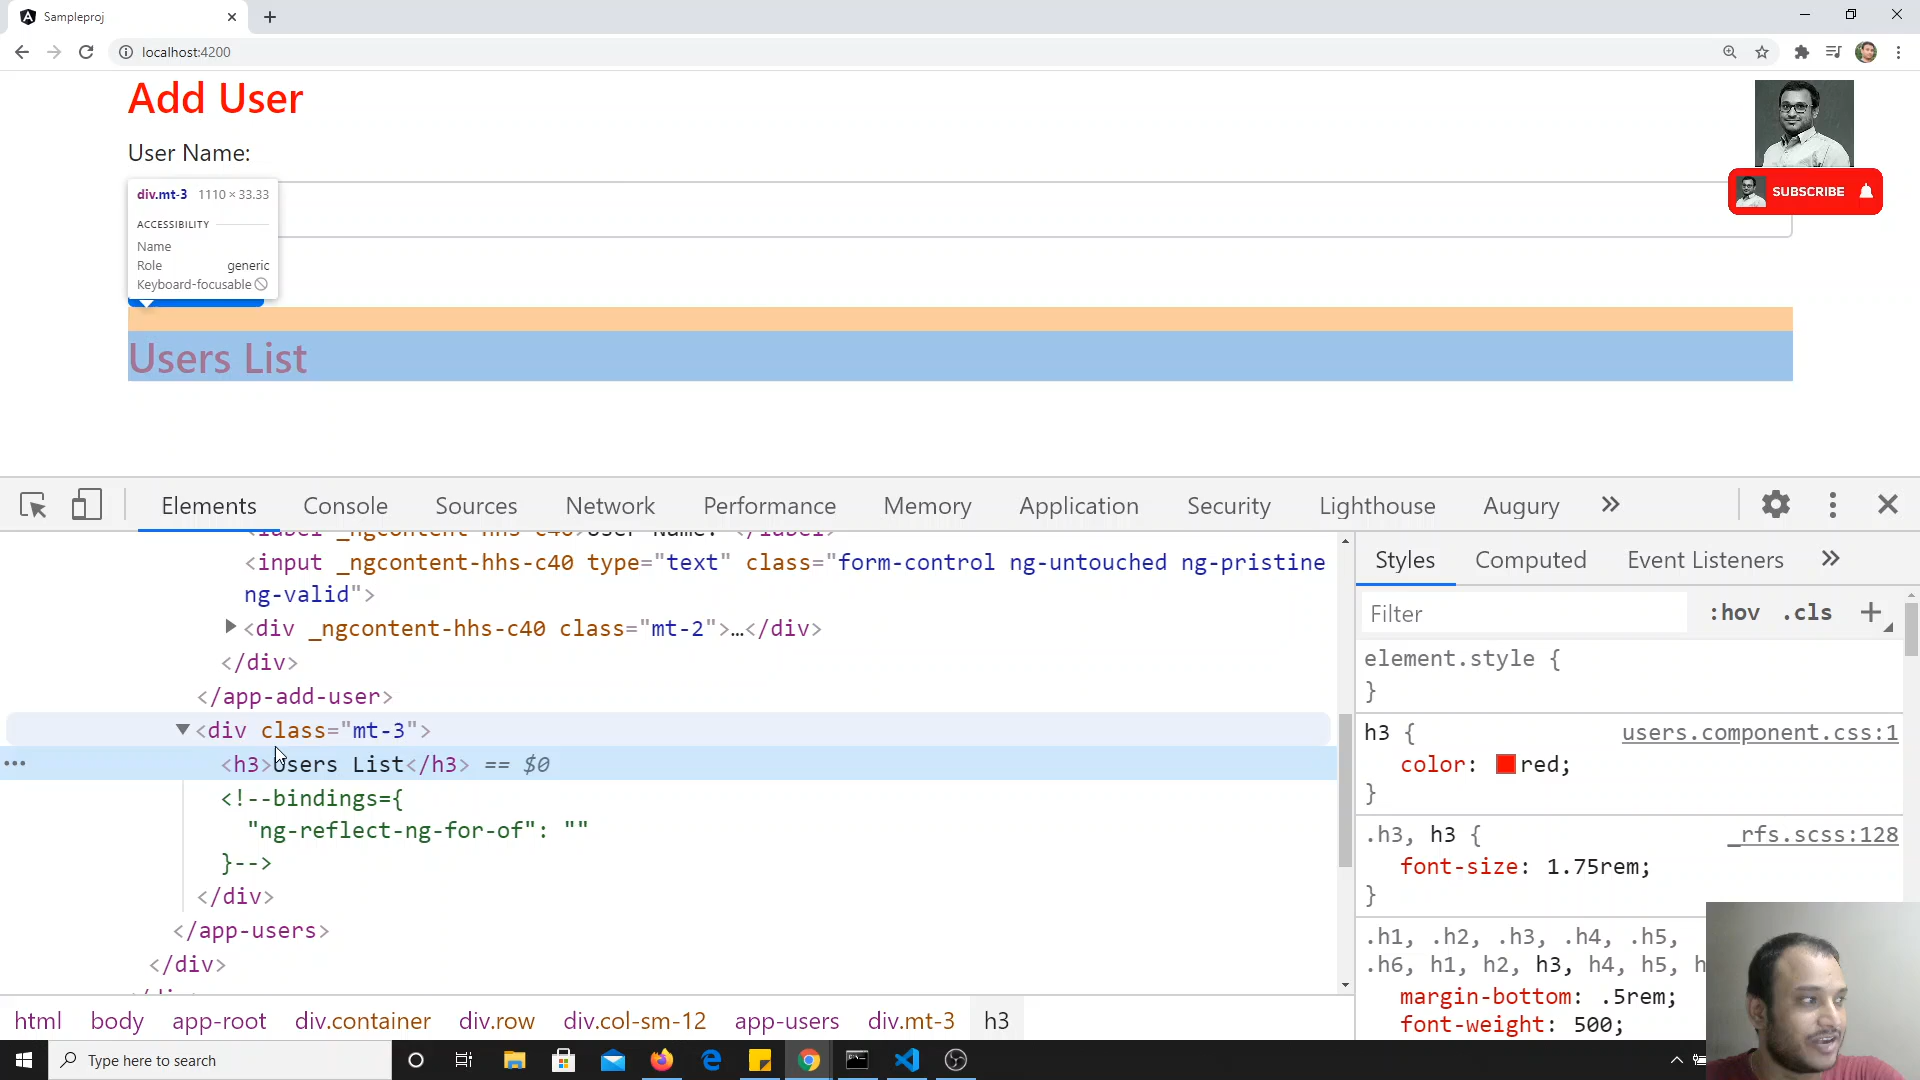 Sampleproj
localhost:4200
Add User
User Name:
SUBSCRIBE
div.mt-3 1110 × 33.33
ACCESSIBILITY
Name
Role generic
Keyboard-focusable
Users List
Elements Console Sources Network Performance Memory Application Security Lighthouse Augury »
<label _ngcontent-hhs-c40>User Name: </label>
<input _ngcontent-hhs-c40 type="text" class="form-control ng-untouched ng-pristine
ng-valid">
<div _ngcontent-hhs-c40 class="mt-2">…</div>
</div>
</app-add-user>
<div class="mt-3">
<h3>Users List</h3> == $0
<!--bindings={
"ng-reflect-ng-for-of": ""
}-->
</div>
</app-users>
</div>
html body app-root div.container div.row div.col-sm-12 app-users div.mt-3 h3
Styles Computed Event Listeners »
Filter :hov .cls +
element.style {
}
h3 { users.component.css:1
color: red;
}
.h3, h3 { _rfs.scss:128
font-size: 1.75rem;
}
.h1, .h2, .h3, .h4, .h5,
.h6, h1, h2, h3, h4, h5, h
margin-bottom: .5rem;
font-weight: 500;
Type here to search